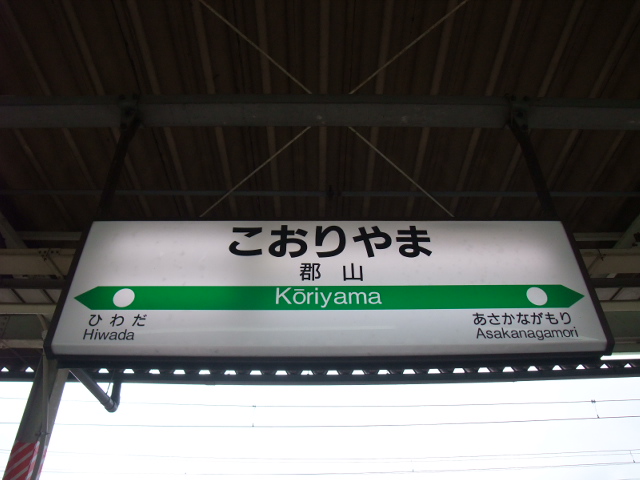 こおりやま
郡山
Kōriyama
ひわだ
Hiwada
あさかながもり
Asakanagamori